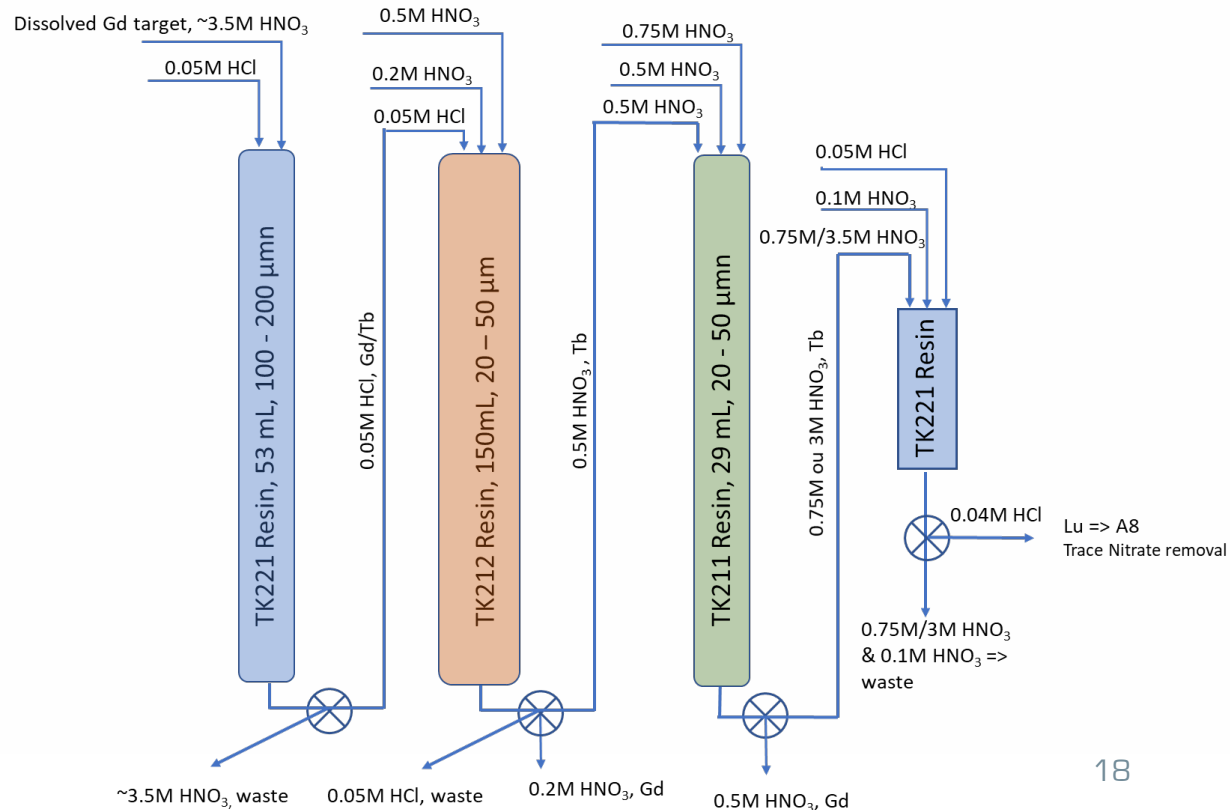 Dissolved Gd target, ~3.5M HNO₃
0.05M HCl
TK221 Resin, 53 mL, 100 - 200 µmn
~3.5M HNO₃, waste
0.05M HCl, Gd/Tb
0.5M HNO₃
0.2M HNO₃
0.05M HCl
TK212 Resin, 150mL, 20 – 50 µm
0.05M HCl, waste
0.2M HNO₃, Gd
0.5M HNO₃, Tb
0.75M HNO₃
0.5M HNO₃
0.5M HNO₃
TK211 Resin, 29 mL, 20 - 50 µmn
0.5M HNO₃, Gd
0.75M ou 3M HNO₃, Tb
0.05M HCl
0.1M HNO₃
0.75M/3.5M HNO₃
TK221 Resin
0.04M HCl
Lu => A8
Trace Nitrate removal
0.75M/3M HNO₃
& 0.1M HNO₃ =>
waste
18